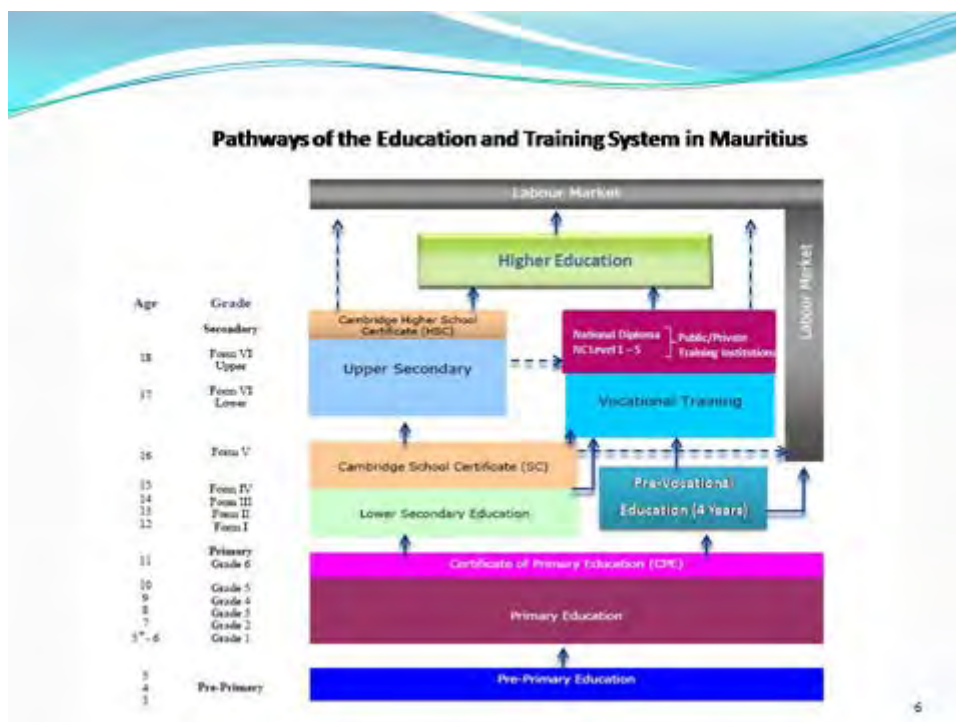 Pathways of the Education and Training System in Mauritius
Labour Market
Labour Market
Higher Education
Age Grade
Secondary
Cambridge Higher School
Certificate (HSC)
National Diploma
NC Level 1 – 5
Public/Private
Training Institutions
18 Form VI
Upper
Upper Secondary
17 Form VI
Lower
Vocational Training
16 Form V
Cambridge School Certificate (SC)
Pre-Vocational
Education (4 Years)
15 Form IV
14 Form III
13 Form II
12 Form I
Lower Secondary Education
Primary
11 Grade 6
Certificate of Primary Education (CPE)
10 Grade 5
9 Grade 4
8 Grade 3
7 Grade 2
5+ - 6 Grade 1
Primary Education
5
4 Pre-Primary
3
Pre-Primary Education
6